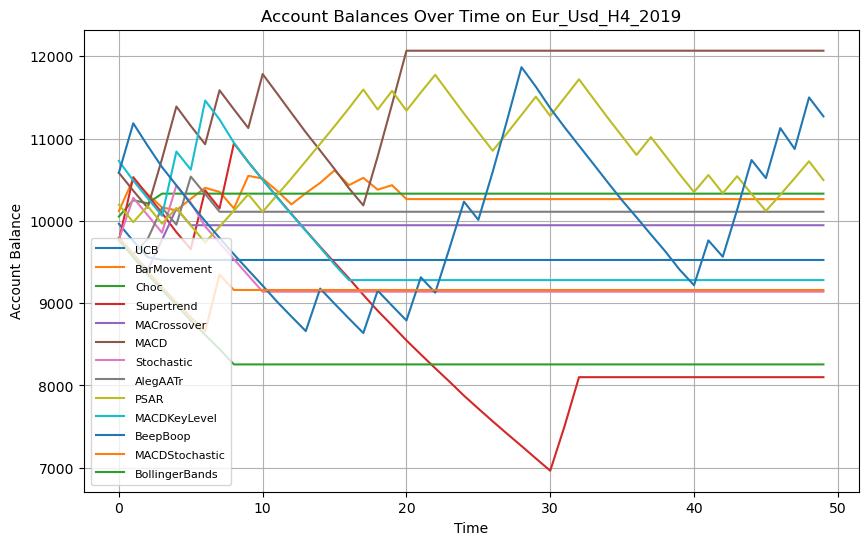 Account Balances Over Time on Eur_Usd_H4_2019
12000
11000
10000
9000
8000
7000
Account Balance
UCB
BarMovement
Choc
Supertrend
MACrossover
MACD
Stochastic
AlegAATr
PSAR
MACDKeyLevel
BeepBoop
MACDStochastic
BollingerBands
0 10 20 30 40 50
Time